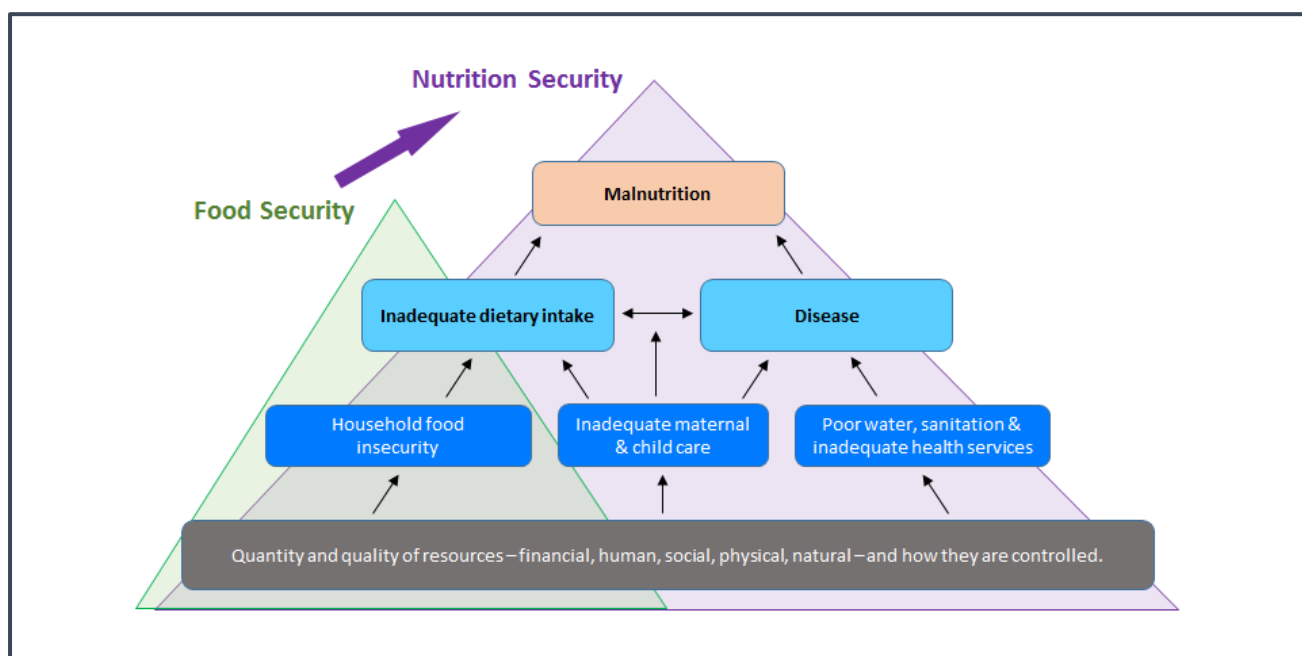 Nutrition Security
Food Security
Malnutrition
Inadequate dietary intake
Disease
Household food
insecurity
Inadequate maternal
& child care
Poor water, sanitation &
inadequate health services
Quantity and quality of resources – financial, human, social, physical, natural – and how they are controlled.